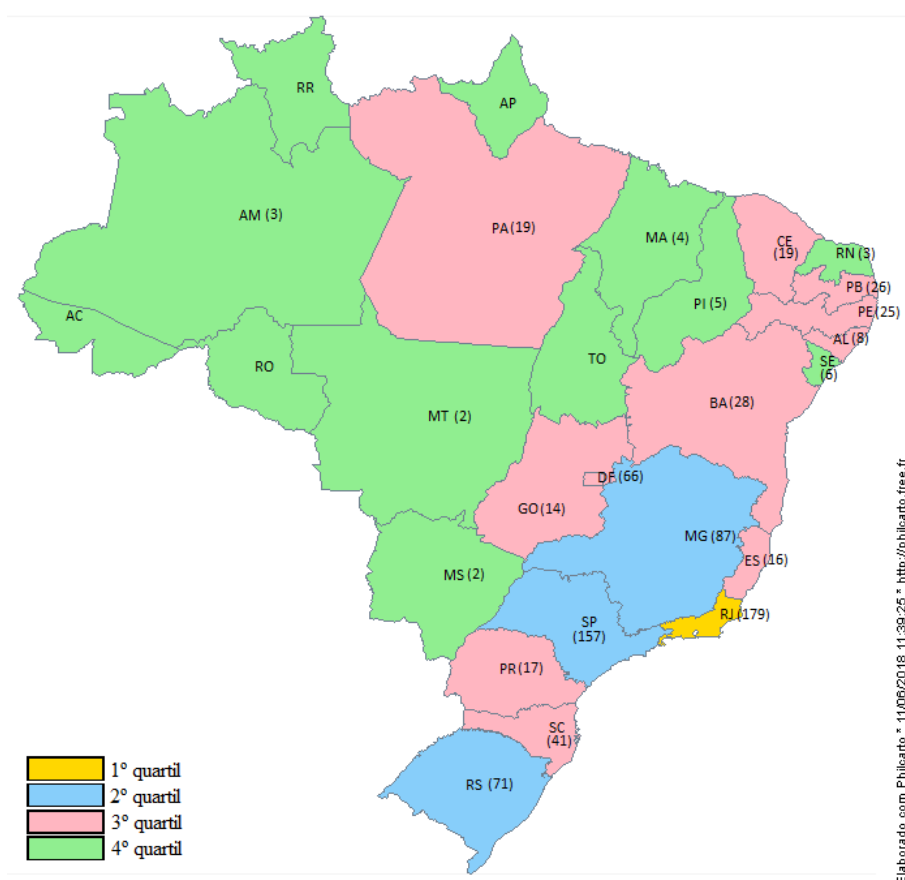 RR
AP
AM (3)
PA (19)
MA (4)
CE
(19)
RN (3)
PB (26)
PE (25)
PI (5)
AL (8)
SE
(6)
AC
RO
TO
MT (2)
BA (28)
DF (66)
GO (14)
MG (87)
ES (16)
MS (2)
SP
(157)
RJ (179)
PR (17)
SC
(41)
RS (71)
1º quartil
2º quartil
3º quartil
4º quartil
Elaborado com Philcarto * 11/06/2018 11:39:25 * http://philcarto.free.fr